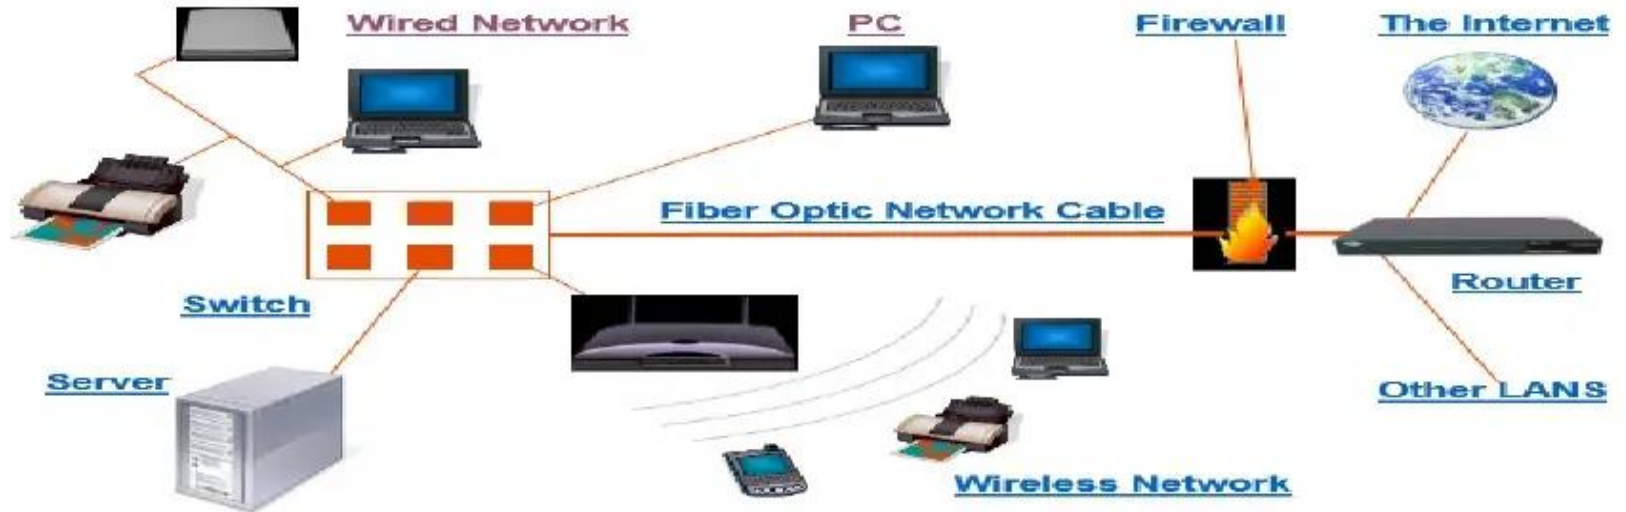 Wired Network
PC
Firewall
The Internet
Fiber Optic Network Cable
Router
Switch
Server
Other LANS
Wireless Network